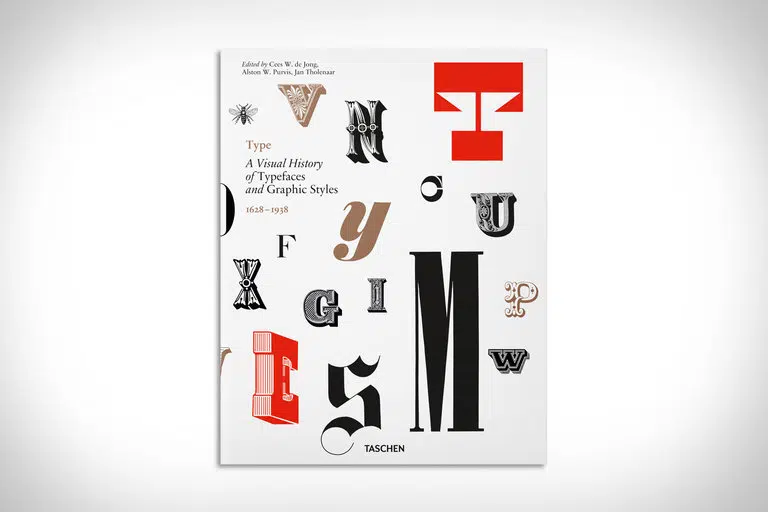 Edited by Cees W. de Jong,
Alston W. Purvis, Jan Tholenaar
V
N
T
Type
A Visual History
of Typefaces
and Graphic Styles
1628–1938
C
U
y
F
X
G
I
M
P
E
S
W
TASCHEN